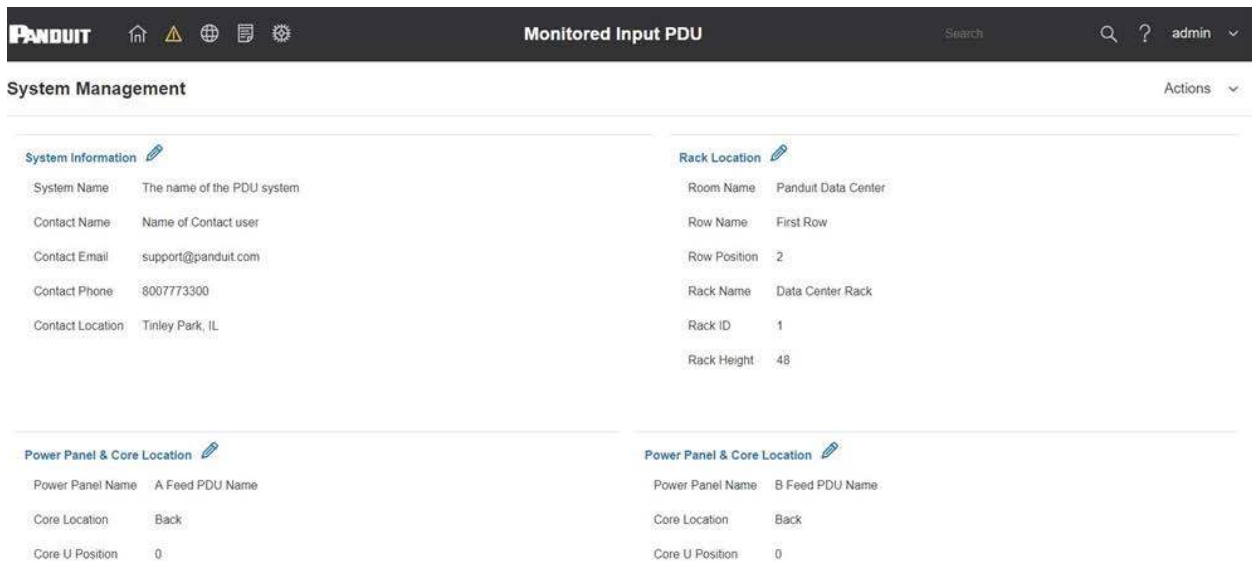 PANDUIT Monitored Input PDU Search ? admin
System Management Actions
System Information
System Name The name of the PDU system
Contact Name Name of Contact user
Contact Email support@panduit.com
Contact Phone 8007773300
Contact Location Tinley Park, IL
Rack Location
Room Name Panduit Data Center
Row Name First Row
Row Position 2
Rack Name Data Center Rack
Rack ID 1
Rack Height 48
Power Panel & Core Location
Power Panel Name A Feed PDU Name
Core Location Back
Core U Position 0
Power Panel & Core Location
Power Panel Name B Feed PDU Name
Core Location Back
Core U Position 0